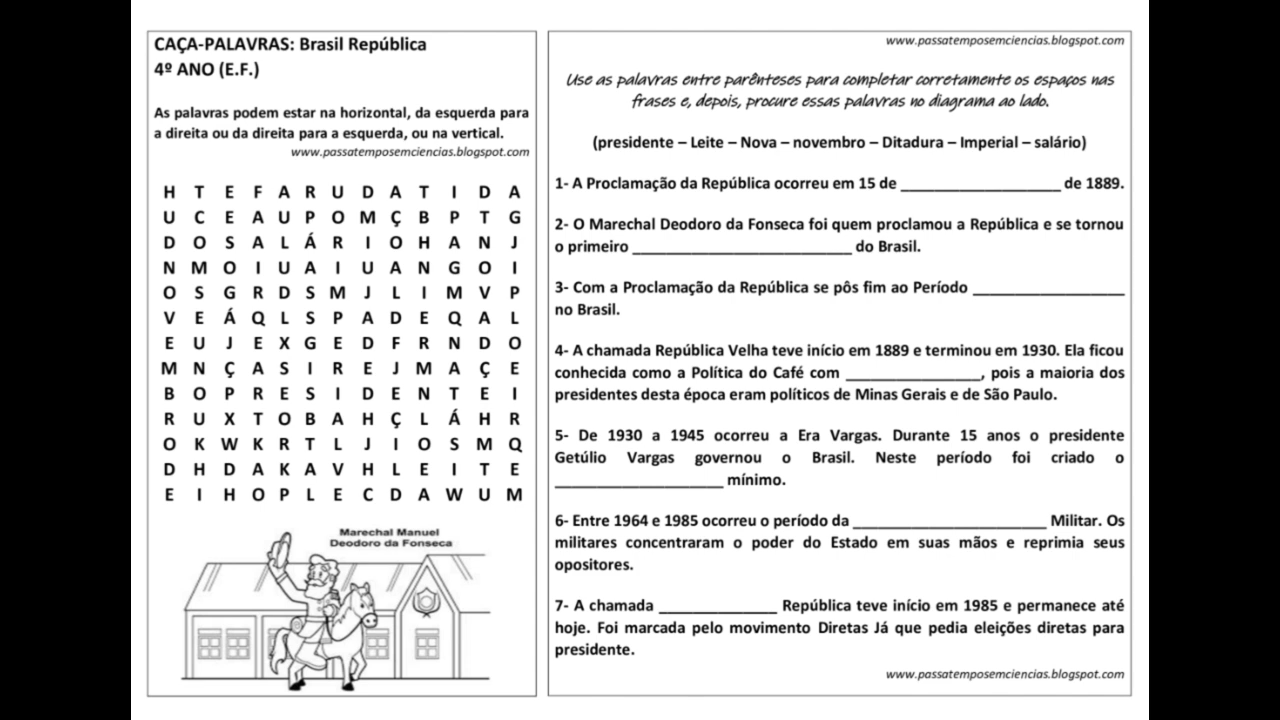 CAÇA-PALAVRAS: Brasil República
4º ANO (E.F.)
As palavras podem estar na horizontal, da esquerda para
a direita ou da direita para a esquerda, ou na vertical.
www.passatemposemciencias.blogspot.com
H T E F A R U D A T I D A
U C E A U P O M Ç B P T G
D O S A L Á R I O H A N J
N M O I U A I U A N G O I
O S G R D S M J L I M V P
V E Á Q L S P A D E Q A L
E U J E X G E D F R N D O
M N Ç A S I R E J M A Ç E
B O P R E S I D E N T E I
R U X T O B A H Ç L Á H R
O K W K R T L J I O S M Q
D H D A K A V H L E I T E
E I H O P L E C D A W U M
Marechal Manuel
Deodoro da Fonseca
www.passatemposemciencias.blogspot.com
Use as palavras entre parênteses para completar corretamente os espaços nas
frases e, depois, procure essas palavras no diagrama ao lado.
(presidente – Leite – Nova – novembro – Ditadura – Imperial – salário)
1- A Proclamação da República ocorreu em 15 de ____________________ de 1889.
2- O Marechal Deodoro da Fonseca foi quem proclamou a República e se tornou
o primeiro ___________________________ do Brasil.
3- Com a Proclamação da República se pôs fim ao Período ___________________
no Brasil.
4- A chamada República Velha teve início em 1889 e terminou em 1930. Ela ficou
conhecida como a Política do Café com _________________, pois a maioria dos
presidentes desta época eram políticos de Minas Gerais e de São Paulo.
5- De 1930 a 1945 ocorreu a Era Vargas. Durante 15 anos o presidente
Getúlio Vargas governou o Brasil. Neste período foi criado o
_____________________ mínimo.
6- Entre 1964 e 1985 ocorreu o período da ________________________ Militar. Os
militares concentraram o poder do Estado em suas mãos e reprimia seus
opositores.
7- A chamada _______________ República teve início em 1985 e permanece até
hoje. Foi marcada pelo movimento Diretas Já que pedia eleições diretas para
presidente.
www.passatemposemciencias.blogspot.com